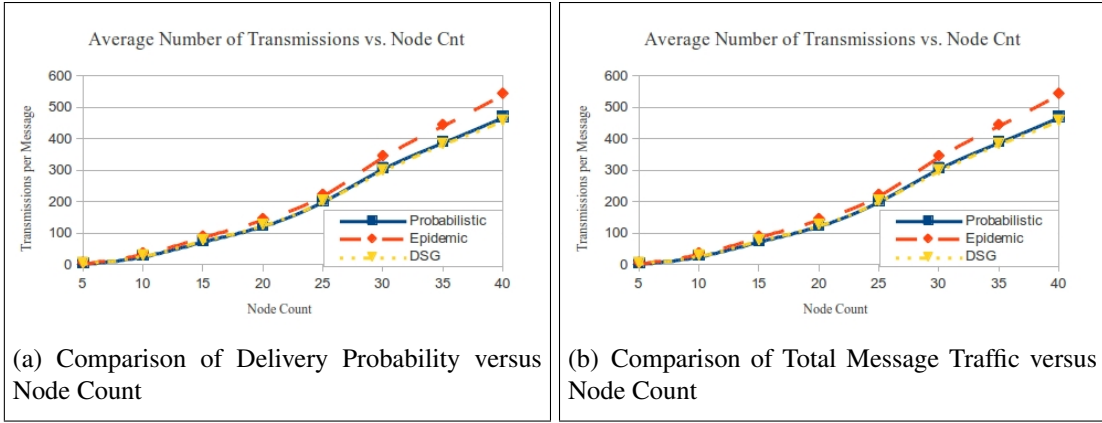 Average Number of Transmissions vs. Node Cnt
Transmissions per Message
600
500
400
300
200
100
0
5 10 15 20 25 30 35 40
Node Count
Probabilistic
Epidemic
DSG
(a) Comparison of Delivery Probability versus
Node Count
Average Number of Transmissions vs. Node Cnt
Transmissions per Message
600
500
400
300
200
100
0
5 10 15 20 25 30 35 40
Node Count
Probabilistic
Epidemic
DSG
(b) Comparison of Total Message Traffic versus
Node Count